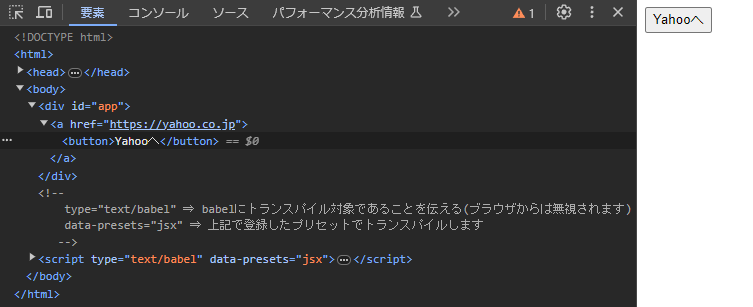 要素 コンソール ソース パフォーマンス分析情報 1
Yahooへ
<!DOCTYPE html>
<html>
<head>…</head>
<body>
<div id="app">
<a href="https://yahoo.co.jp">
… <button>Yahooへ</button> == $0
</a>
</div>
<!--
type="text/babel" ⇒ babelにトランスパイル対象であることを伝える(ブラウザからは無視されます)
data-presets="jsx" ⇒ 上記で登録したプリセットでトランスパイルします
-->
<script type="text/babel" data-presets="jsx">…</script>
</body>
</html>